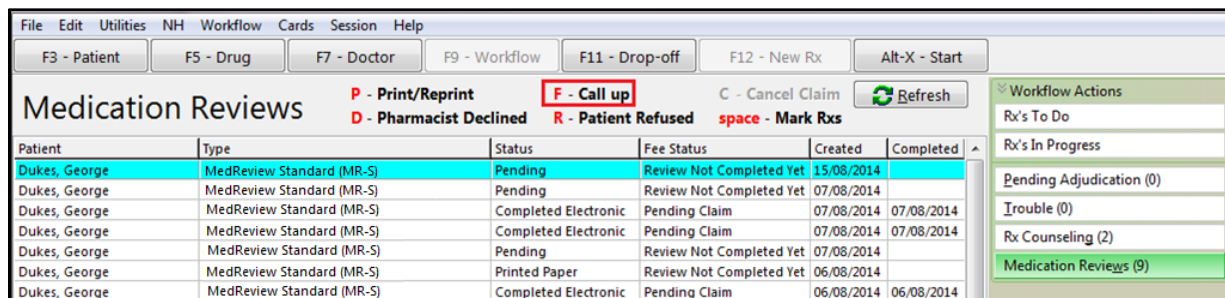 File Edit Utilities NH Workflow Cards Session Help
F3 - Patient F5 - Drug F7 - Doctor F9 - Workflow F11 - Drop-off F12 - New Rx Alt-X - Start
Medication Reviews
P - Print/Reprint F - Call up C - Cancel Claim Refresh
D - Pharmacist Declined R - Patient Refused space - Mark Rxs
Patient Type Status Fee Status Created Completed
Dukes, George MedReview Standard (MR-S) Pending Review Not Completed Yet 15/08/2014
Dukes, George MedReview Standard (MR-S) Pending Review Not Completed Yet 07/08/2014
Dukes, George MedReview Standard (MR-S) Completed Electronic Pending Claim 07/08/2014 07/08/2014
Dukes, George MedReview Standard (MR-S) Completed Electronic Pending Claim 07/08/2014 07/08/2014
Dukes, George MedReview Standard (MR-S) Pending Review Not Completed Yet 07/08/2014
Dukes, George MedReview Standard (MR-S) Printed Paper Review Not Completed Yet 06/08/2014
Dukes, George MedReview Standard (MR-S) Completed Electronic Pending Claim 06/08/2014 06/08/2014
Workflow Actions
Rx's To Do
Rx's In Progress
Pending Adjudication (0)
Trouble (0)
Rx Counseling (2)
Medication Reviews (9)